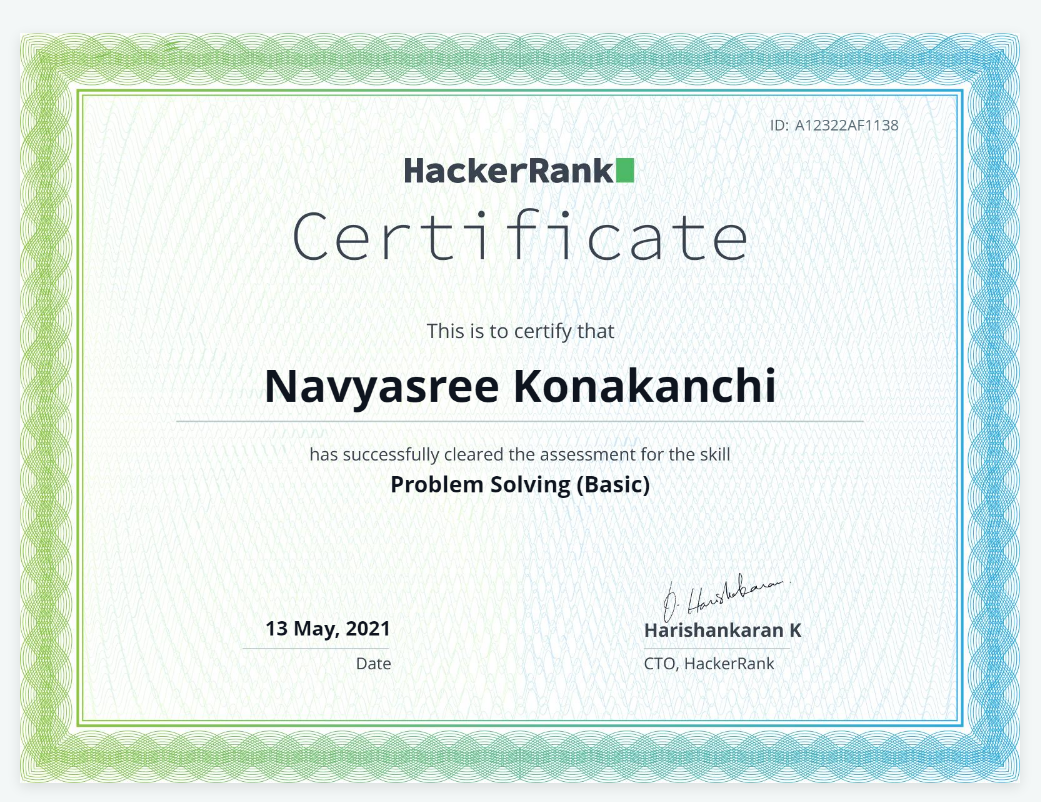 ID: A12322AF1138
HackerRank
Certificate
This is to certify that
Navyasree Konakanchi
has successfully cleared the assessment for the skill
Problem Solving (Basic)
13 May, 2021
Date
Harishankaran K
CTO, HackerRank